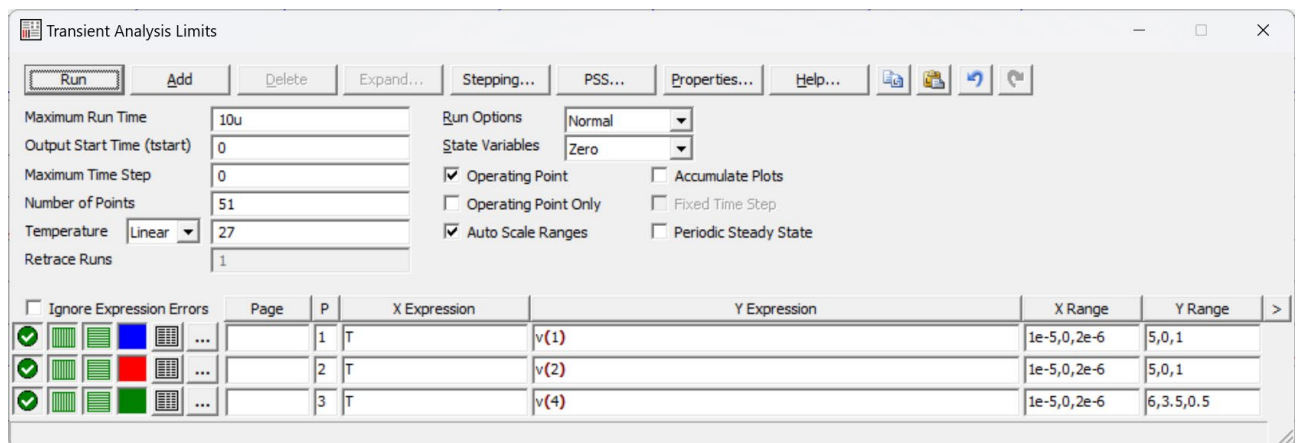 Transient Analysis Limits
Run Add Delete Expand... Stepping... PSS... Properties... Help...
Maximum Run Time 10u Run Options Normal
Output Start Time (tstart) 0 State Variables Zero
Maximum Time Step 0 Operating Point Accumulate Plots
Number of Points 51 Operating Point Only Fixed Time Step
Temperature Linear 27 Auto Scale Ranges Periodic Steady State
Retrace Runs 1
Ignore Expression Errors Page P X Expression Y Expression X Range Y Range >
... 1 T v(1) 1e-5,0,2e-6 5,0,1
... 2 T v(2) 1e-5,0,2e-6 5,0,1
... 3 T v(4) 1e-5,0,2e-6 6,3.5,0.5